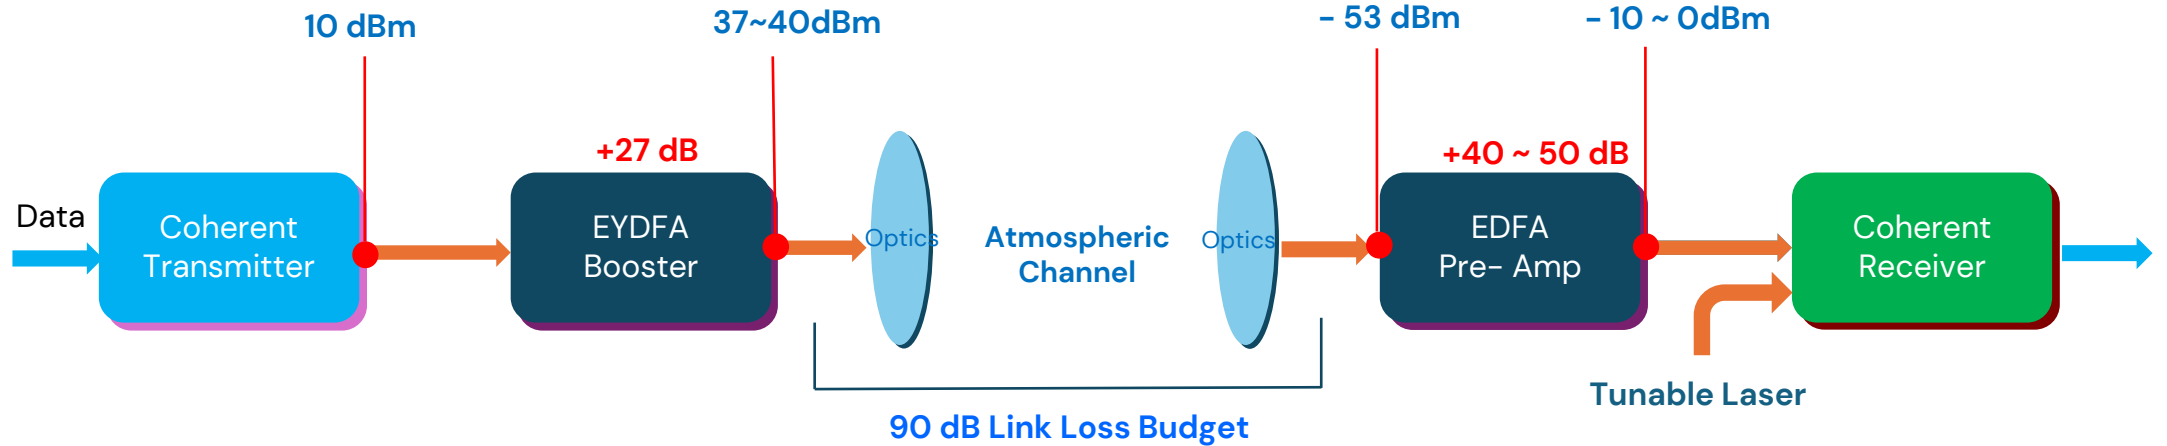 10 dBm
37~40dBm
- 53 dBm
- 10 ~ 0dBm
+27 dB
+40 ~ 50 dB
Data
Coherent
Transmitter
EYDFA
Booster
Optics
Atmospheric
Channel
Optics
EDFA
Pre- Amp
Coherent
Receiver
Tunable Laser
90 dB Link Loss Budget